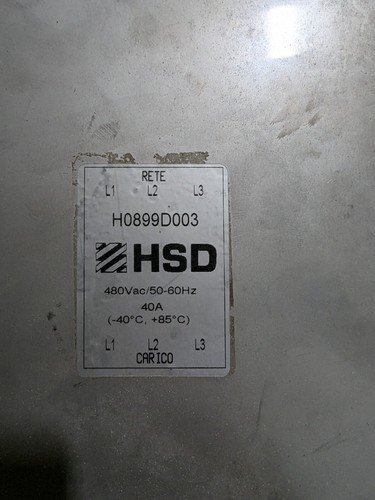 RETE
L1 L2 L3
H0899D003
HSD
480Vac/50-60Hz
40A
(-40°C, +85°C)
L1 L2 L3
CARICO